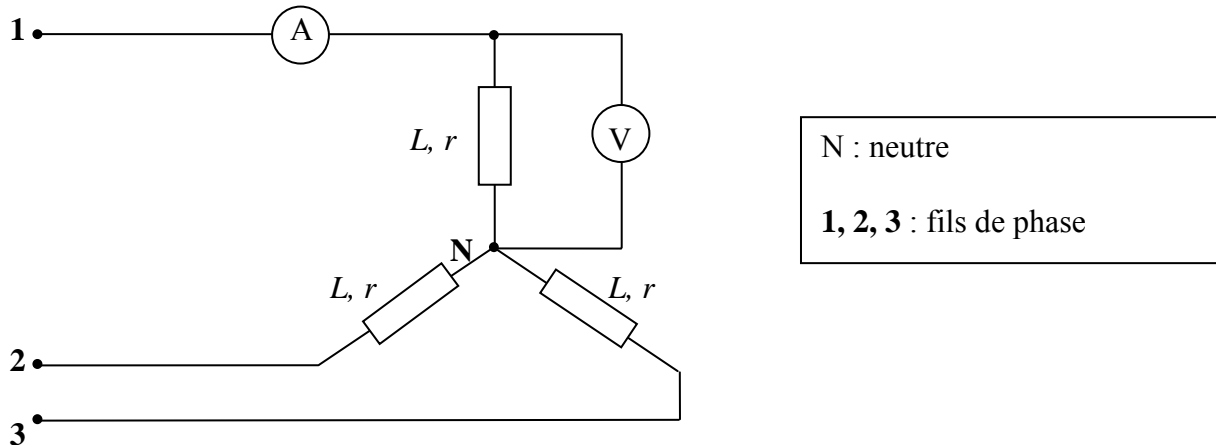 1
A
L, r
V
N : neutre
1, 2, 3 : fils de phase
N
L, r
L, r
2
3